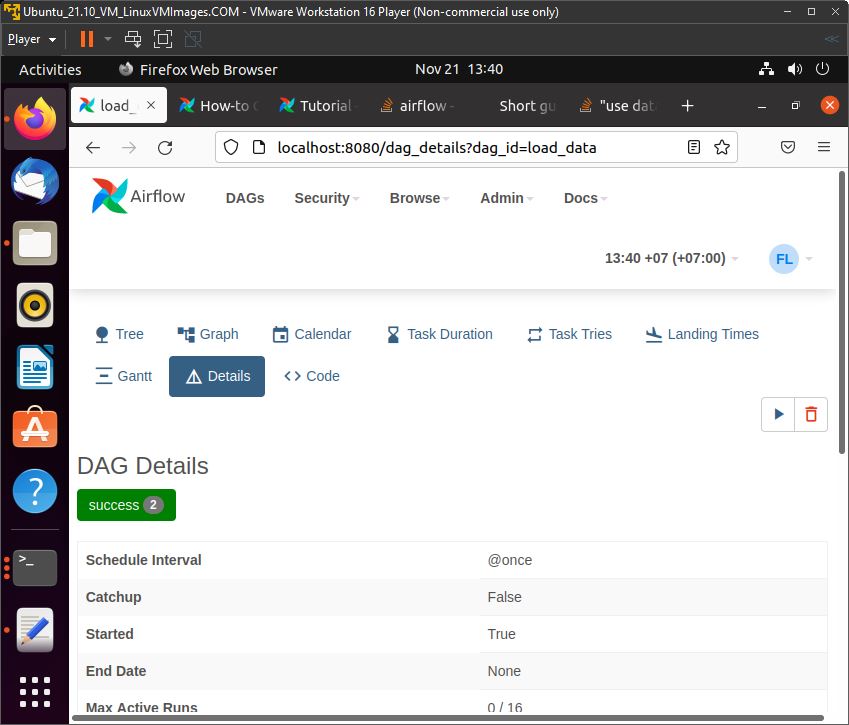 Ubuntu_21.10_VM_LinuxVMImages.COM - VMware Workstation 16 Player (Non-commercial use only)
Player
Activities Firefox Web Browser Nov 21 13:40
load_ How-to Tutorial airflow - Short gu "use dat
localhost:8080/dag_details?dag_id=load_data
Airflow DAGs Security Browse Admin Docs
13:40 +07 (+07:00) FL
Tree Graph Calendar Task Duration Task Tries Landing Times
Gantt Details Code
DAG Details
success 2
Schedule Interval @once
Catchup False
Started True
End Date None
Max Active Runs 0 / 16